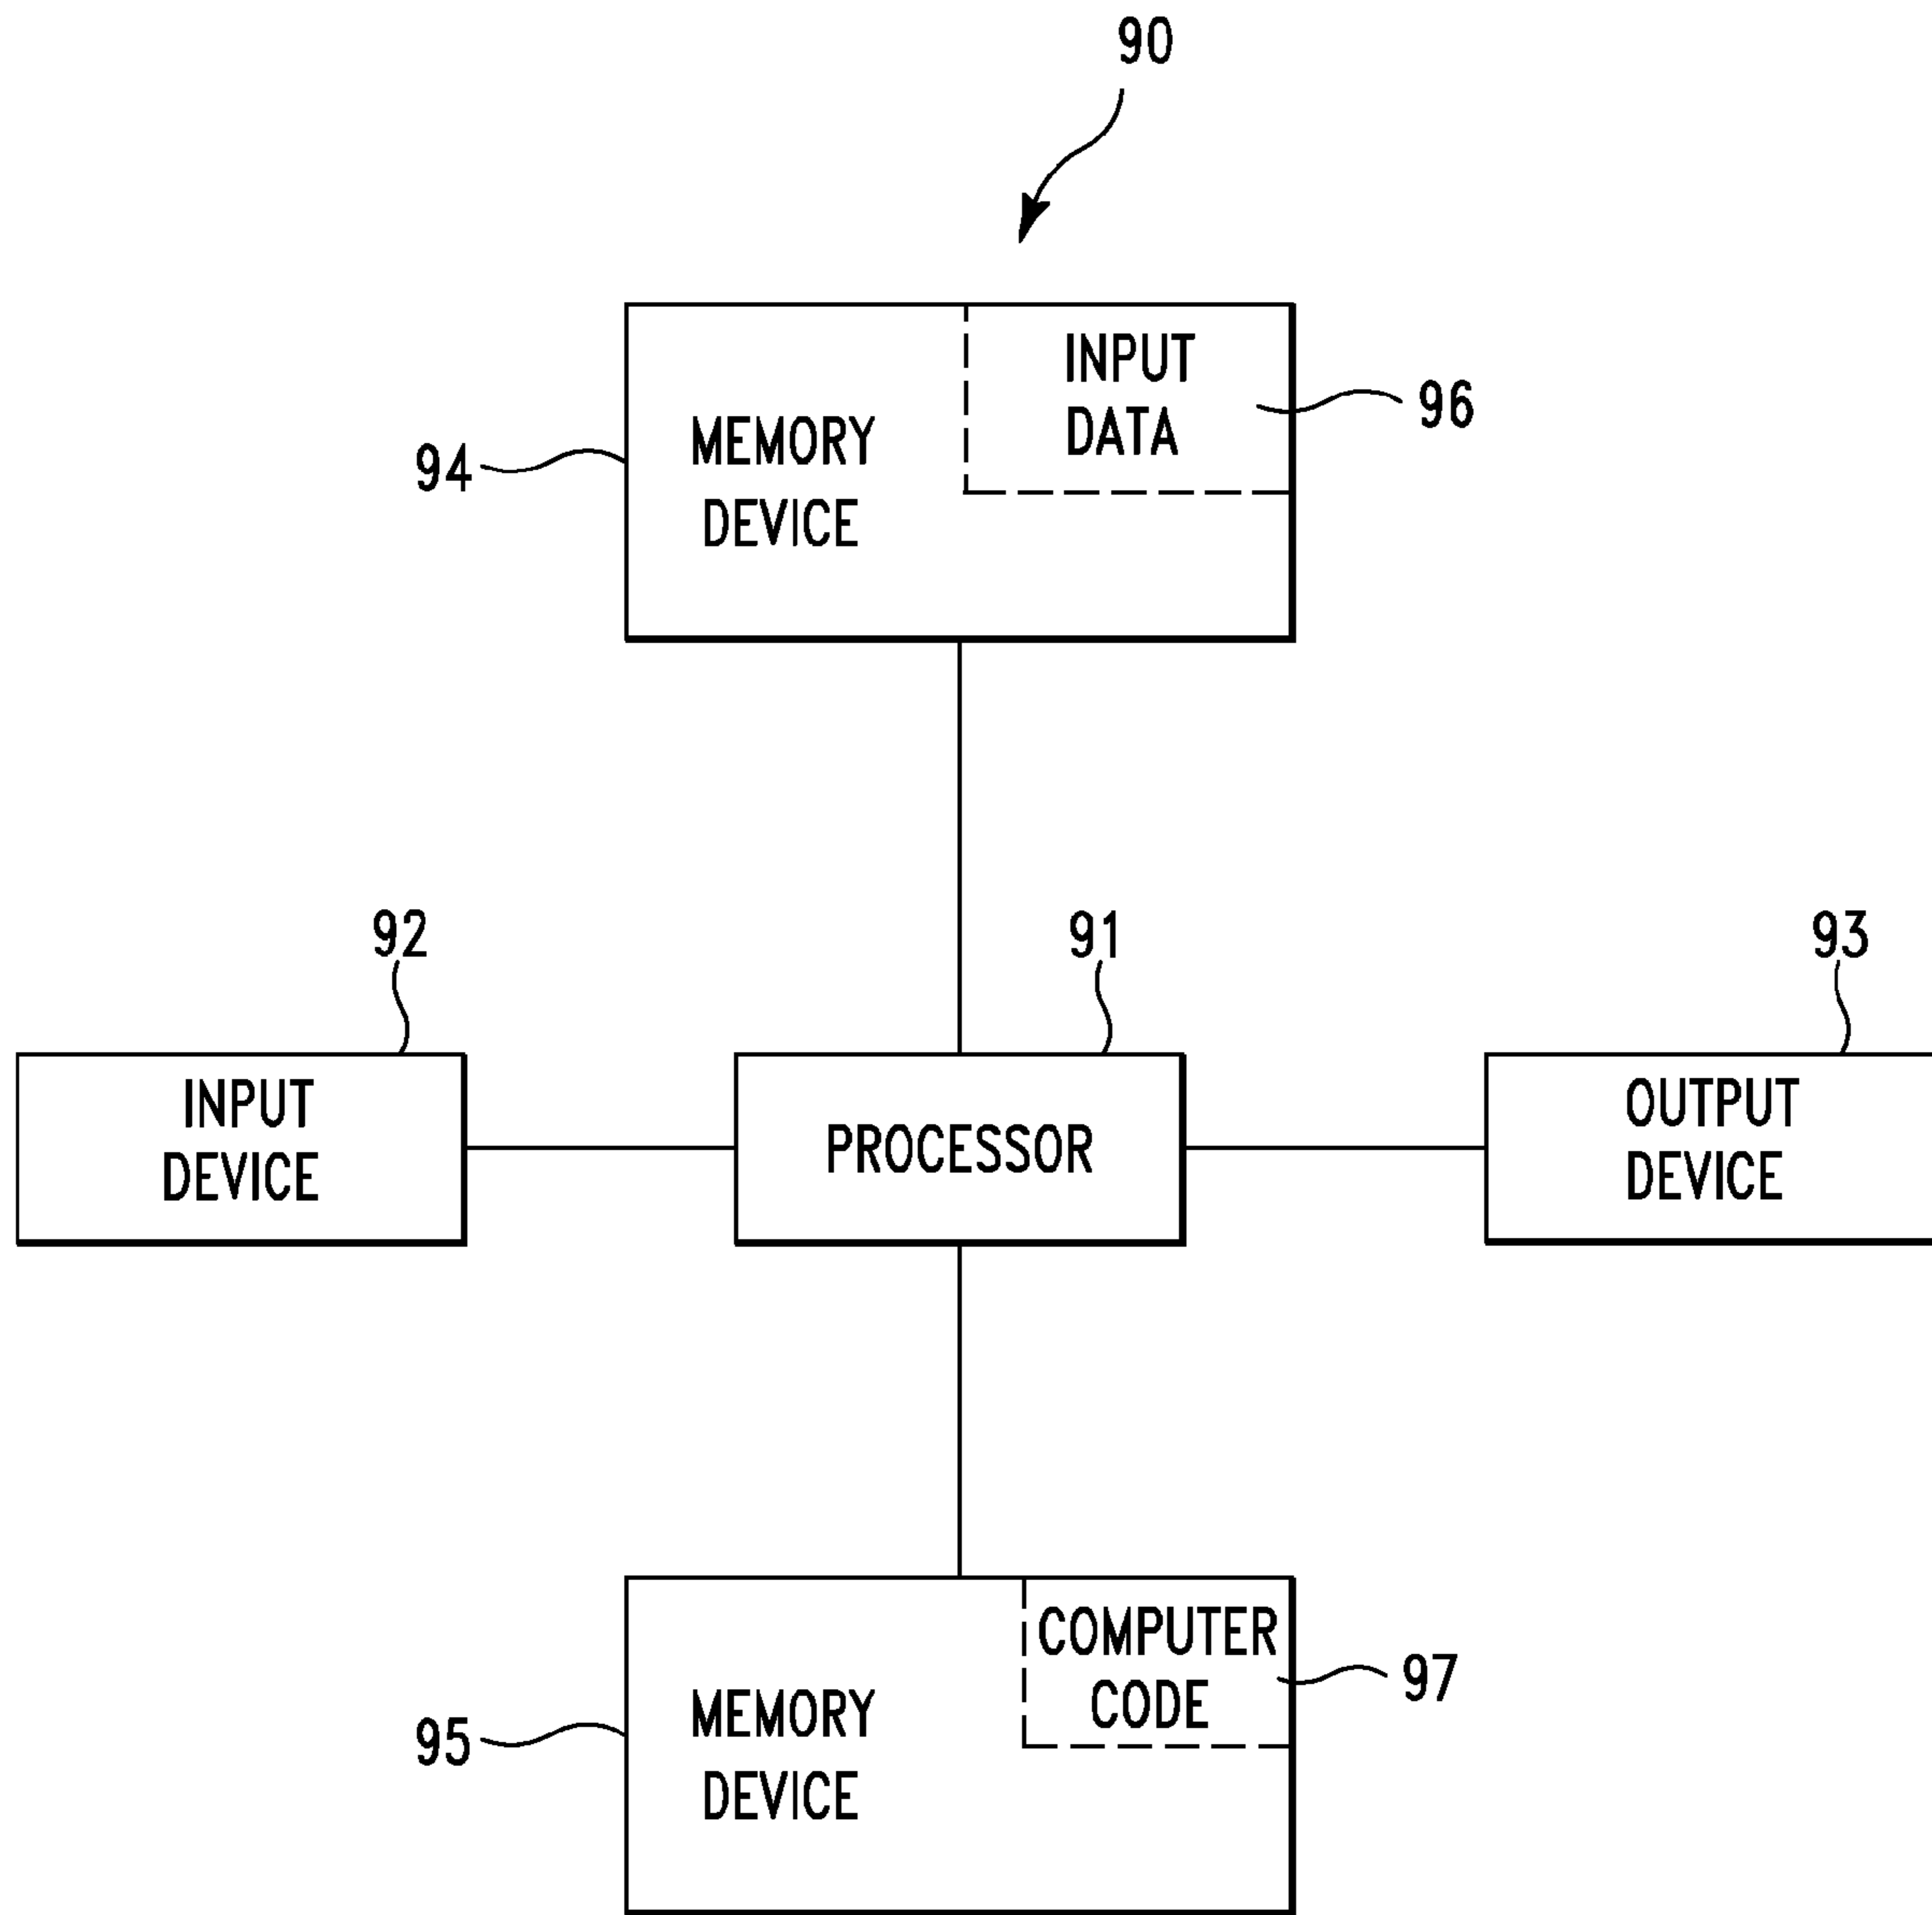 90
INPUT
DATA
96
MEMORY
DEVICE
94
92
91
93
INPUT
DEVICE
PROCESSOR
OUTPUT
DEVICE
COMPUTER
CODE
97
MEMORY
DEVICE
95